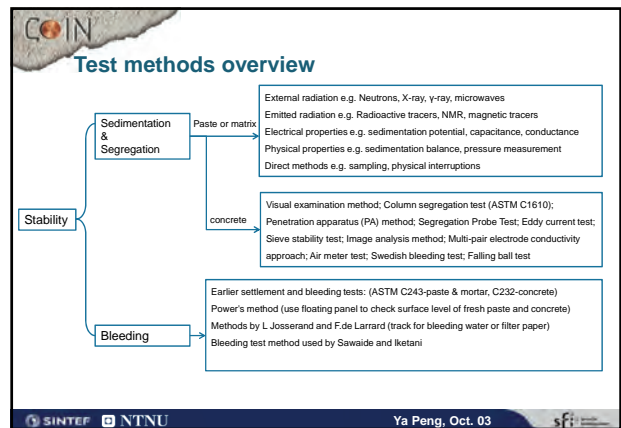 COIN
Test methods overview
External radiation e.g. Neutrons, X-ray, γ-ray, microwaves
Emitted radiation e.g. Radioactive tracers, NMR, magnetic tracers
Electrical properties e.g. sedimentation potential, capacitance, conductance
Physical properties e.g. sedimentation balance, pressure measurement
Direct methods e.g. sampling, physical interruptions
Sedimentation
&
Segregation
Paste or matrix
concrete
Visual examination method; Column segregation test (ASTM C1610);
Penetration apparatus (PA) method; Segregation Probe Test; Eddy current test;
Sieve stability test; Image analysis method; Multi-pair electrode conductivity
approach; Air meter test; Swedish bleeding test; Falling ball test
Stability
Bleeding
Earlier settlement and bleeding tests: (ASTM C243-paste & mortar, C232-concrete)
Power's method (use floating panel to check surface level of fresh paste and concrete)
Methods by L Josserand and F.de Larrard (track for bleeding water or filter paper)
Bleeding test method used by Sawaide and Iketani
SINTEF NTNU
Ya Peng, Oct. 03
sfi